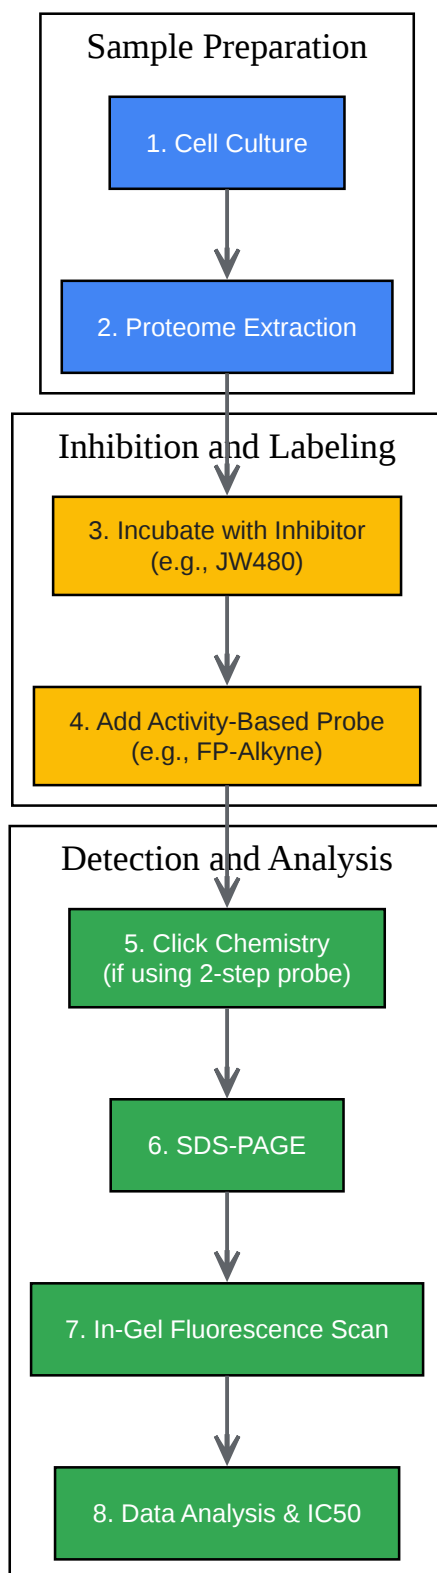 Sample Preparation
1. Cell Culture
2. Proteome Extraction
Inhibition and Labeling
3. Incubate with Inhibitor
(e.g., JW480)
4. Add Activity-Based Probe
(e.g., FP-Alkyne)
Detection and Analysis
5. Click Chemistry
(if using 2-step probe)
6. SDS-PAGE
7. In-Gel Fluorescence Scan
8. Data Analysis & IC50